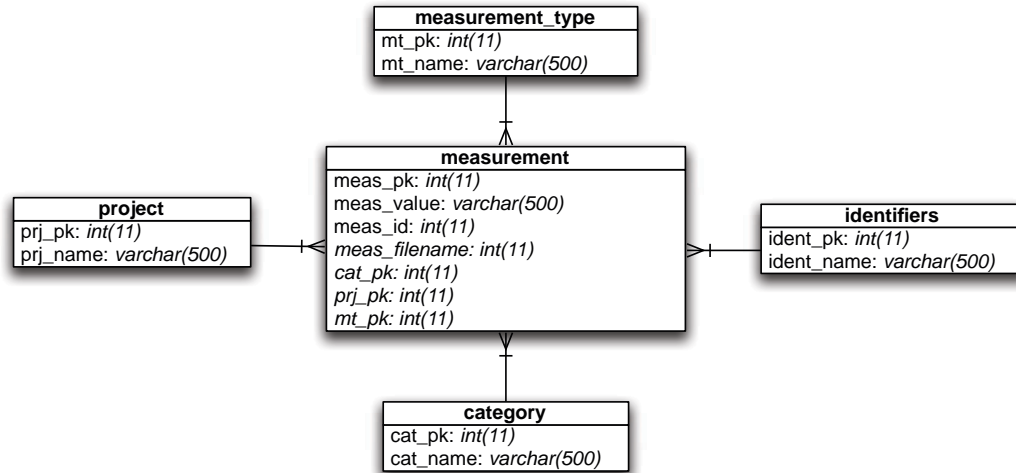 measurement_type
mt_pk: int(11)
mt_name: varchar(500)
measurement
meas_pk: int(11)
meas_value: varchar(500)
meas_id: int(11)
meas_filename: int(11)
cat_pk: int(11)
prj_pk: int(11)
mt_pk: int(11)
project
prj_pk: int(11)
prj_name: varchar(500)
identifiers
ident_pk: int(11)
ident_name: varchar(500)
category
cat_pk: int(11)
cat_name: varchar(500)